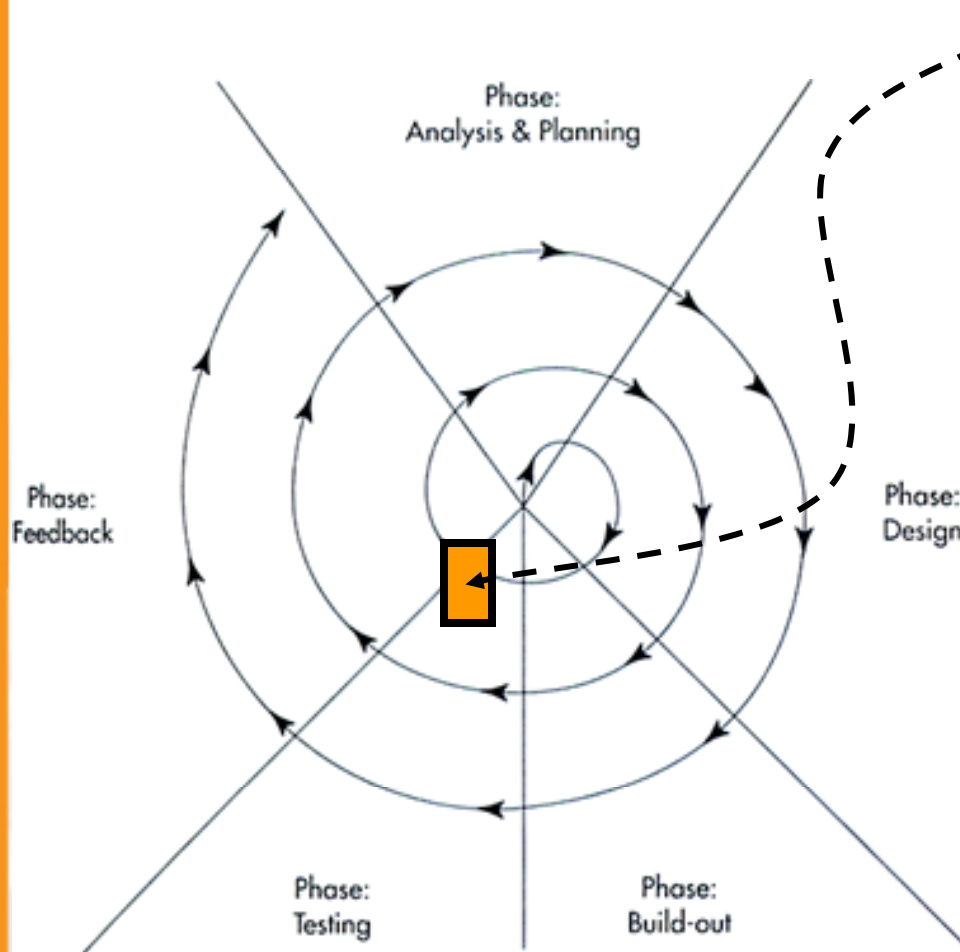 Phase:
Analysis & Planning
Phase:
Feedback
Phase:
Design
Phase:
Testing
Phase:
Build-out